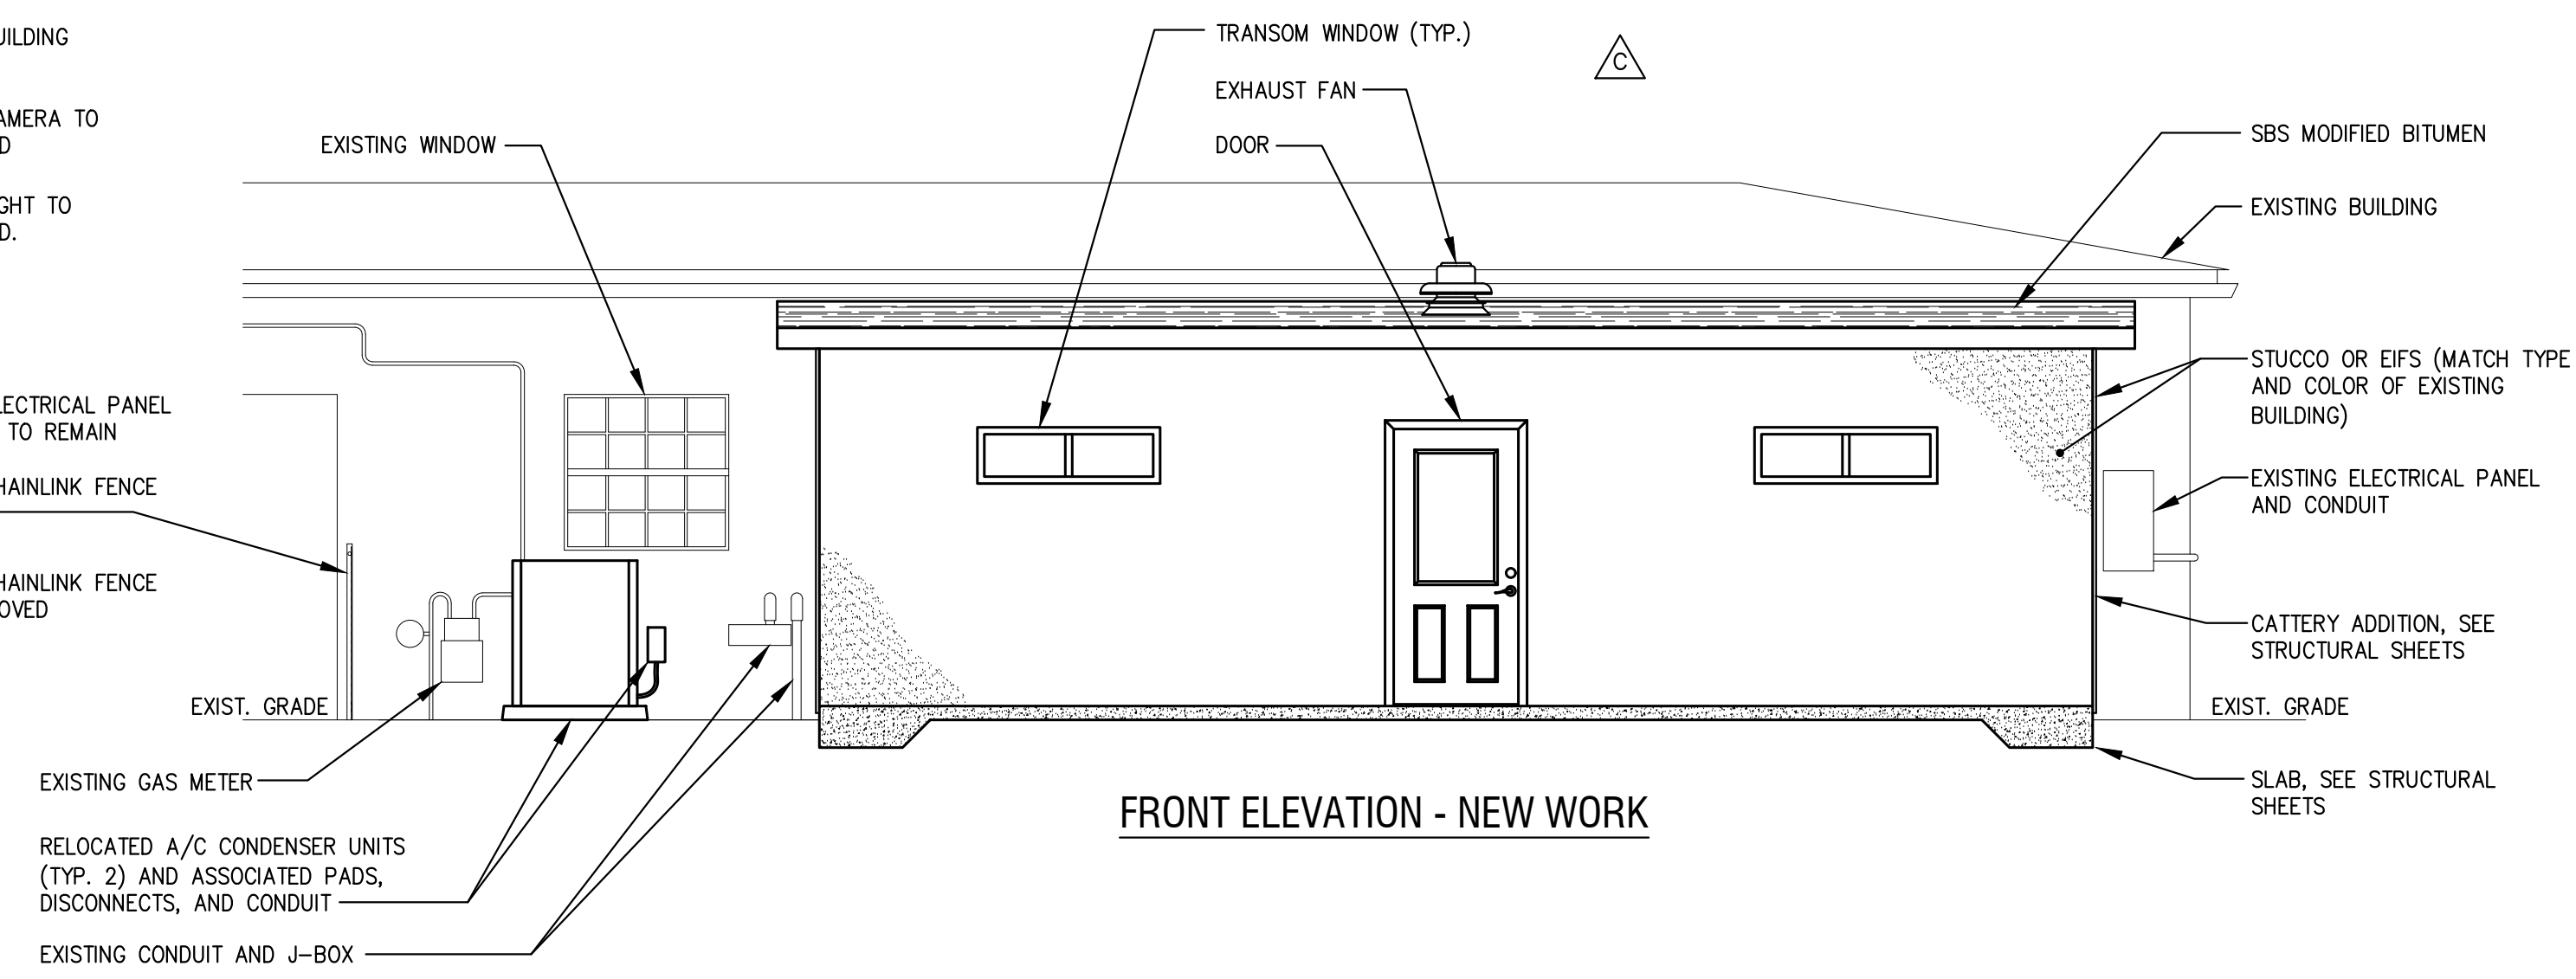 UILDING
AMERA TO
D
GHT TO
D.
LECTRICAL PANEL
TO REMAIN
HAINLINK FENCE
HAINLINK FENCE
OVED
EXISTING WINDOW
TRANSOM WINDOW (TYP.)
EXHAUST FAN
DOOR
C
SBS MODIFIED BITUMEN
EXISTING BUILDING
STUCCO OR EIFS (MATCH TYPE
AND COLOR OF EXISTING
BUILDING)
EXISTING ELECTRICAL PANEL
AND CONDUIT
CATTERY ADDITION, SEE
STRUCTURAL SHEETS
EXIST. GRADE
EXIST. GRADE
SLAB, SEE STRUCTURAL
SHEETS
EXISTING GAS METER
RELOCATED A/C CONDENSER UNITS
(TYP. 2) AND ASSOCIATED PADS,
DISCONNECTS, AND CONDUIT
EXISTING CONDUIT AND J-BOX
FRONT ELEVATION - NEW WORK